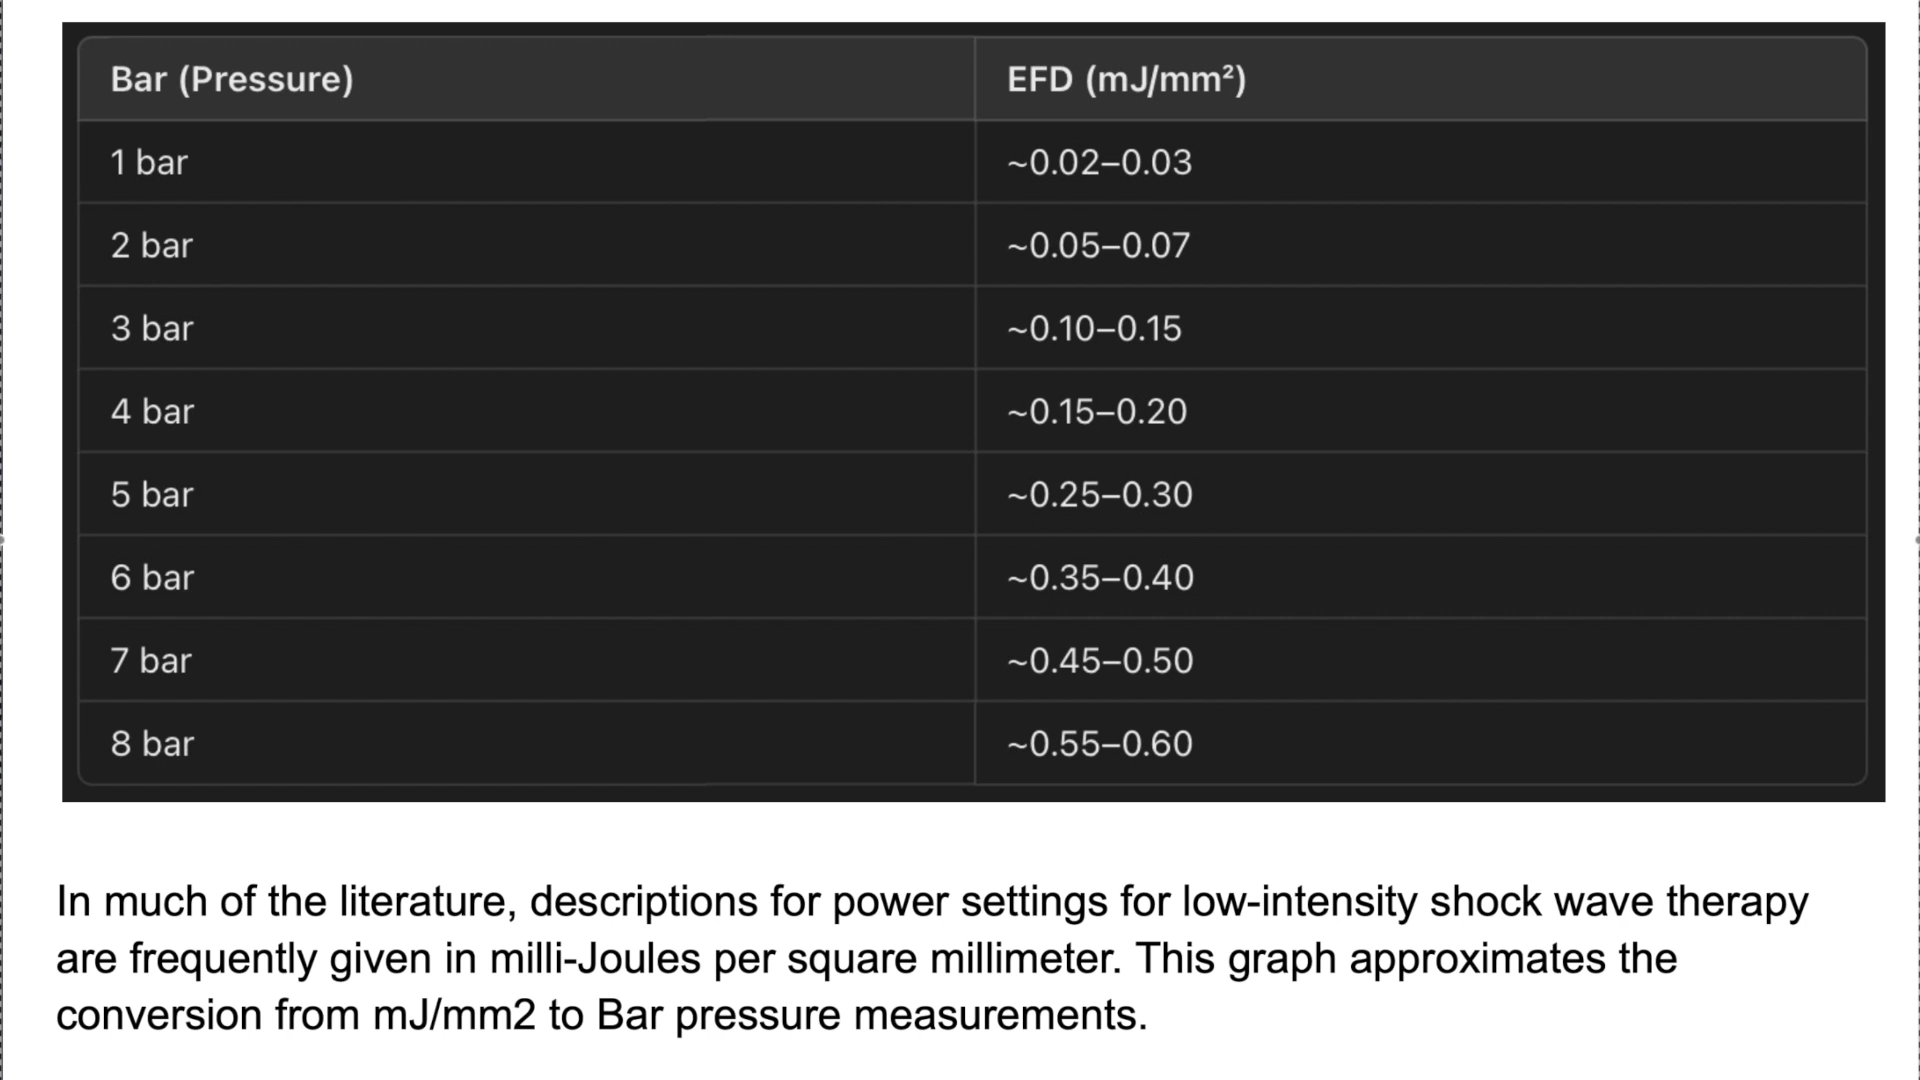 Bar (Pressure) EFD (mJ/mm²)
1 bar ~0.02–0.03
2 bar ~0.05–0.07
3 bar ~0.10–0.15
4 bar ~0.15–0.20
5 bar ~0.25–0.30
6 bar ~0.35–0.40
7 bar ~0.45–0.50
8 bar ~0.55–0.60
In much of the literature, descriptions for power settings for low-intensity shock wave therapy
are frequently given in milli-Joules per square millimeter. This graph approximates the
conversion from mJ/mm2 to Bar pressure measurements.